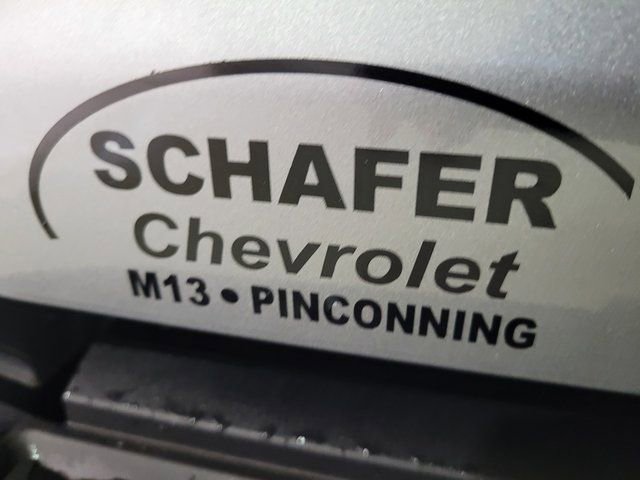 SCHAFER
Chevrolet
M13 • PINCONNING